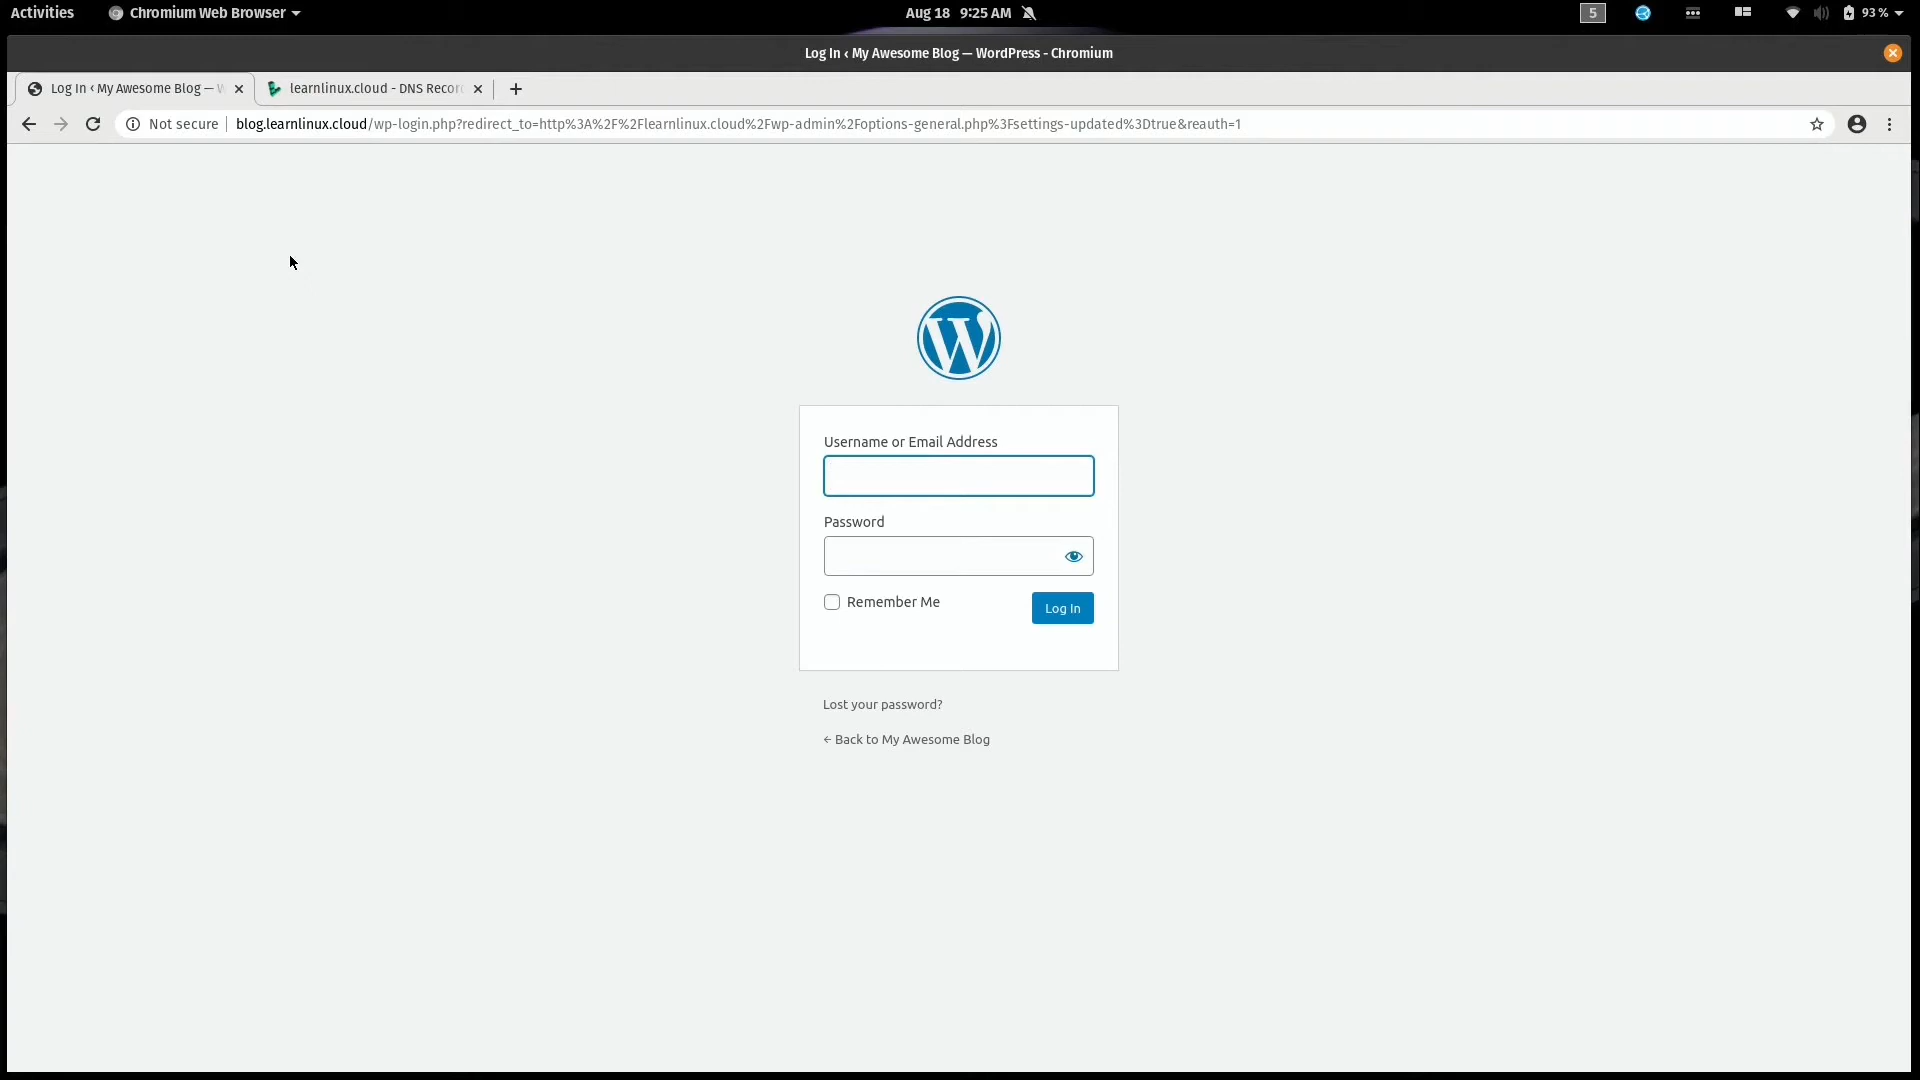 Activities
Chromium Web Browser
Aug 18 9:25 AM
5
93 %
Log In ‹ My Awesome Blog — WordPress - Chromium
Log In ‹ My Awesome Blog — W
learnlinux.cloud - DNS Recor
Not secure
blog.learnlinux.cloud/wp-login.php?redirect_to=http%3A%2F%2Flearnlinux.cloud%2Fwp-admin%2Foptions-general.php%3Fsettings-updated%3Dtrue&reauth=1
Username or Email Address
Password
Remember Me
Log In
Lost your password?
← Back to My Awesome Blog